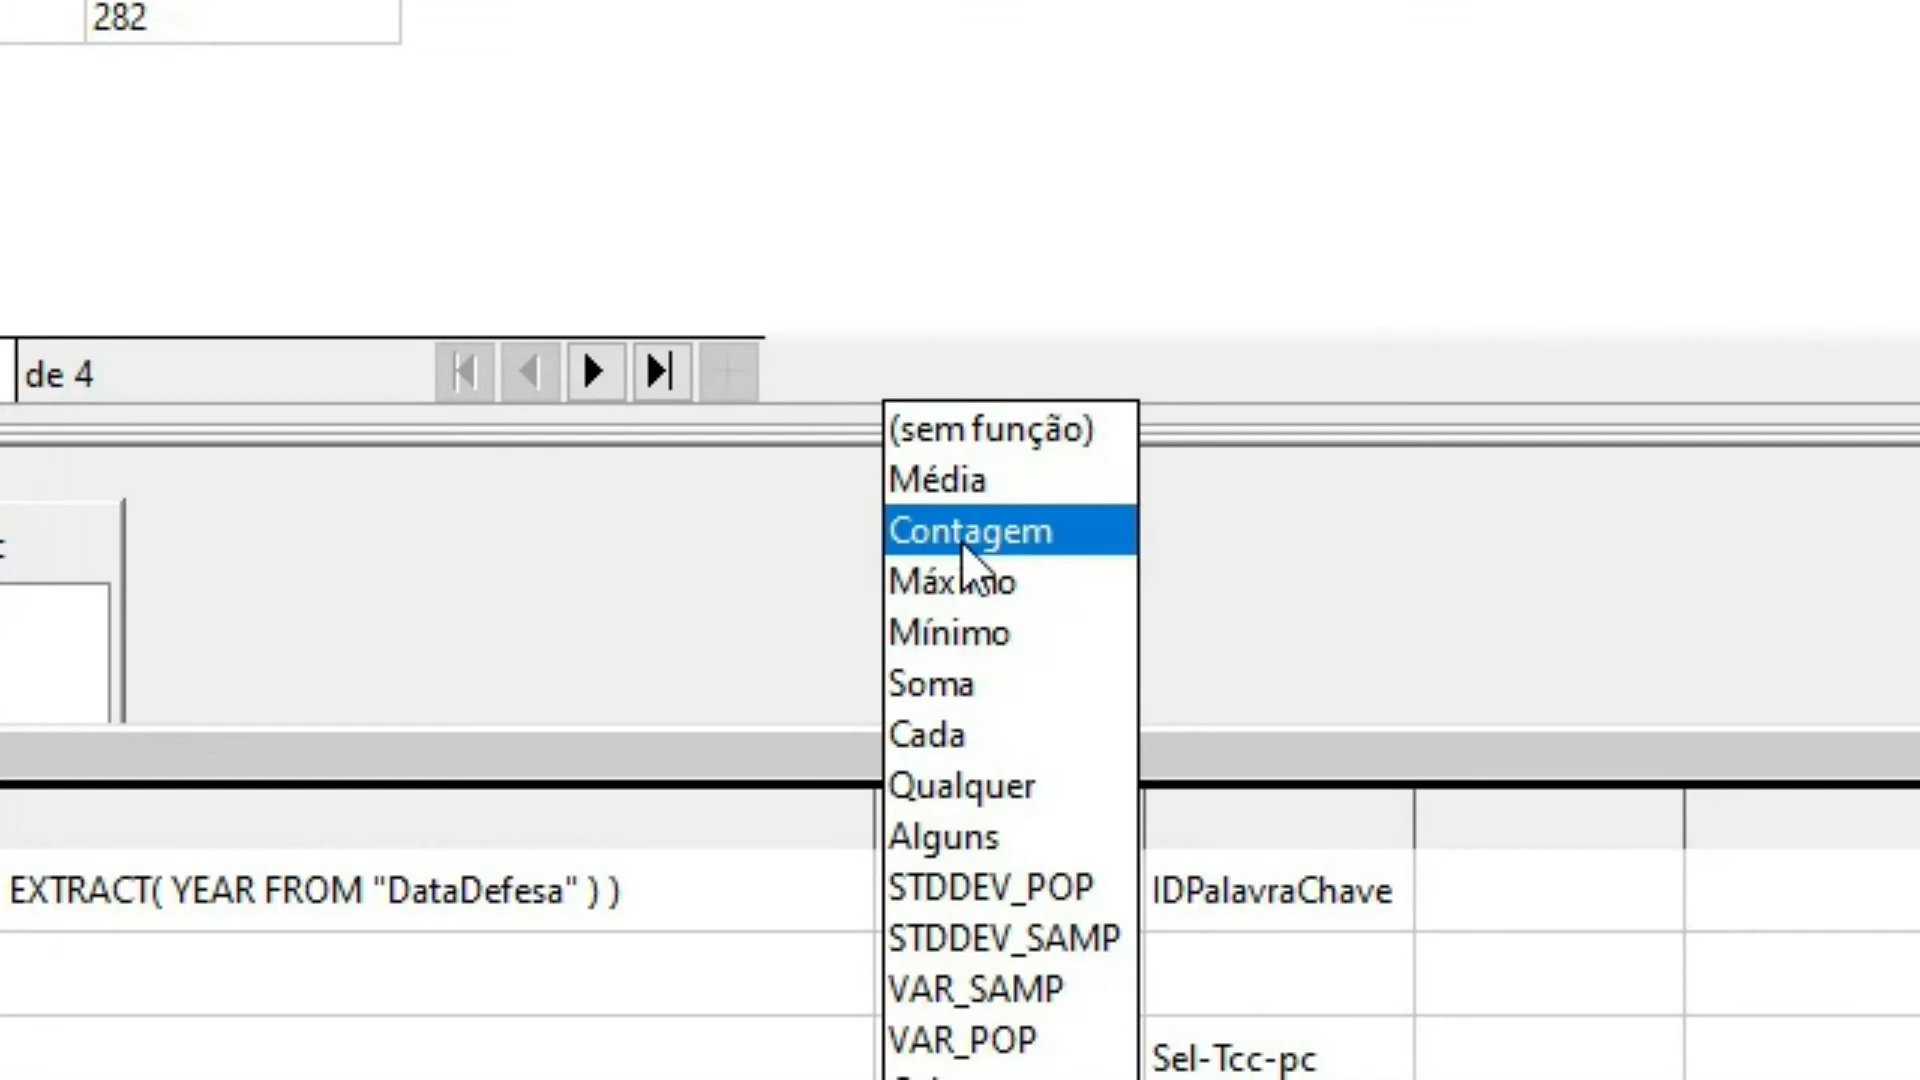 282
de 4
(sem função)
Média
Contagem
Máximo
Mínimo
Soma
Cada
Qualquer
Alguns
EXTRACT( YEAR FROM "DataDefesa" ) )
IDPalavraChave
STDDEV_POP
STDDEV_SAMP
VAR_SAMP
VAR_POP
Sel-Tcc-pc